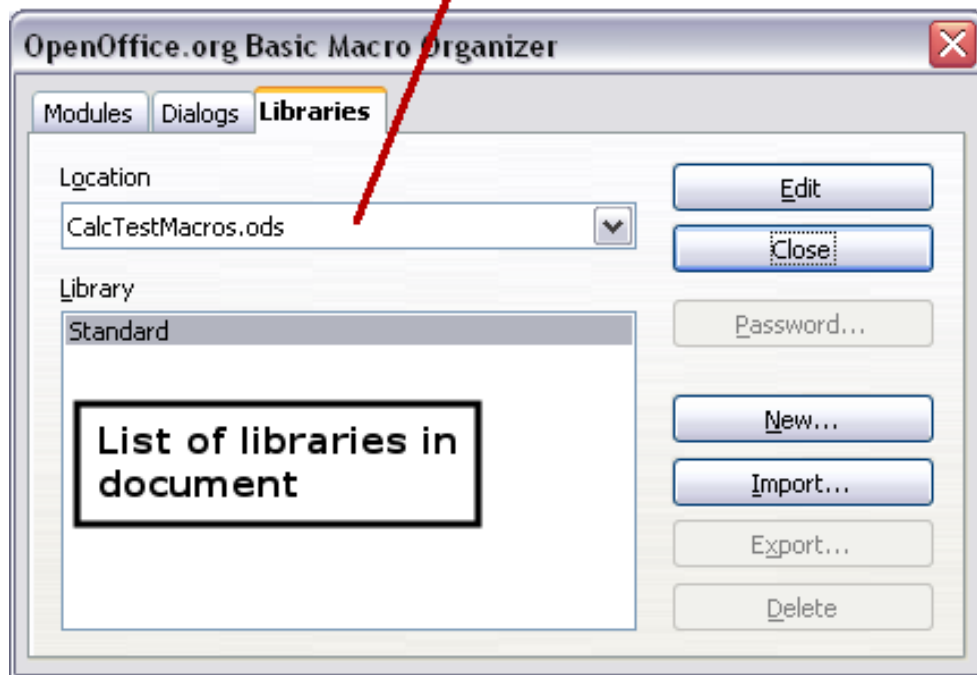 OpenOffice.org Basic Macro Organizer
Modules Dialogs Libraries
Location
Edit
CalcTestMacros.ods
Close
Library
Standard
Password...
List of libraries in
document
New...
Import...
Export...
Delete